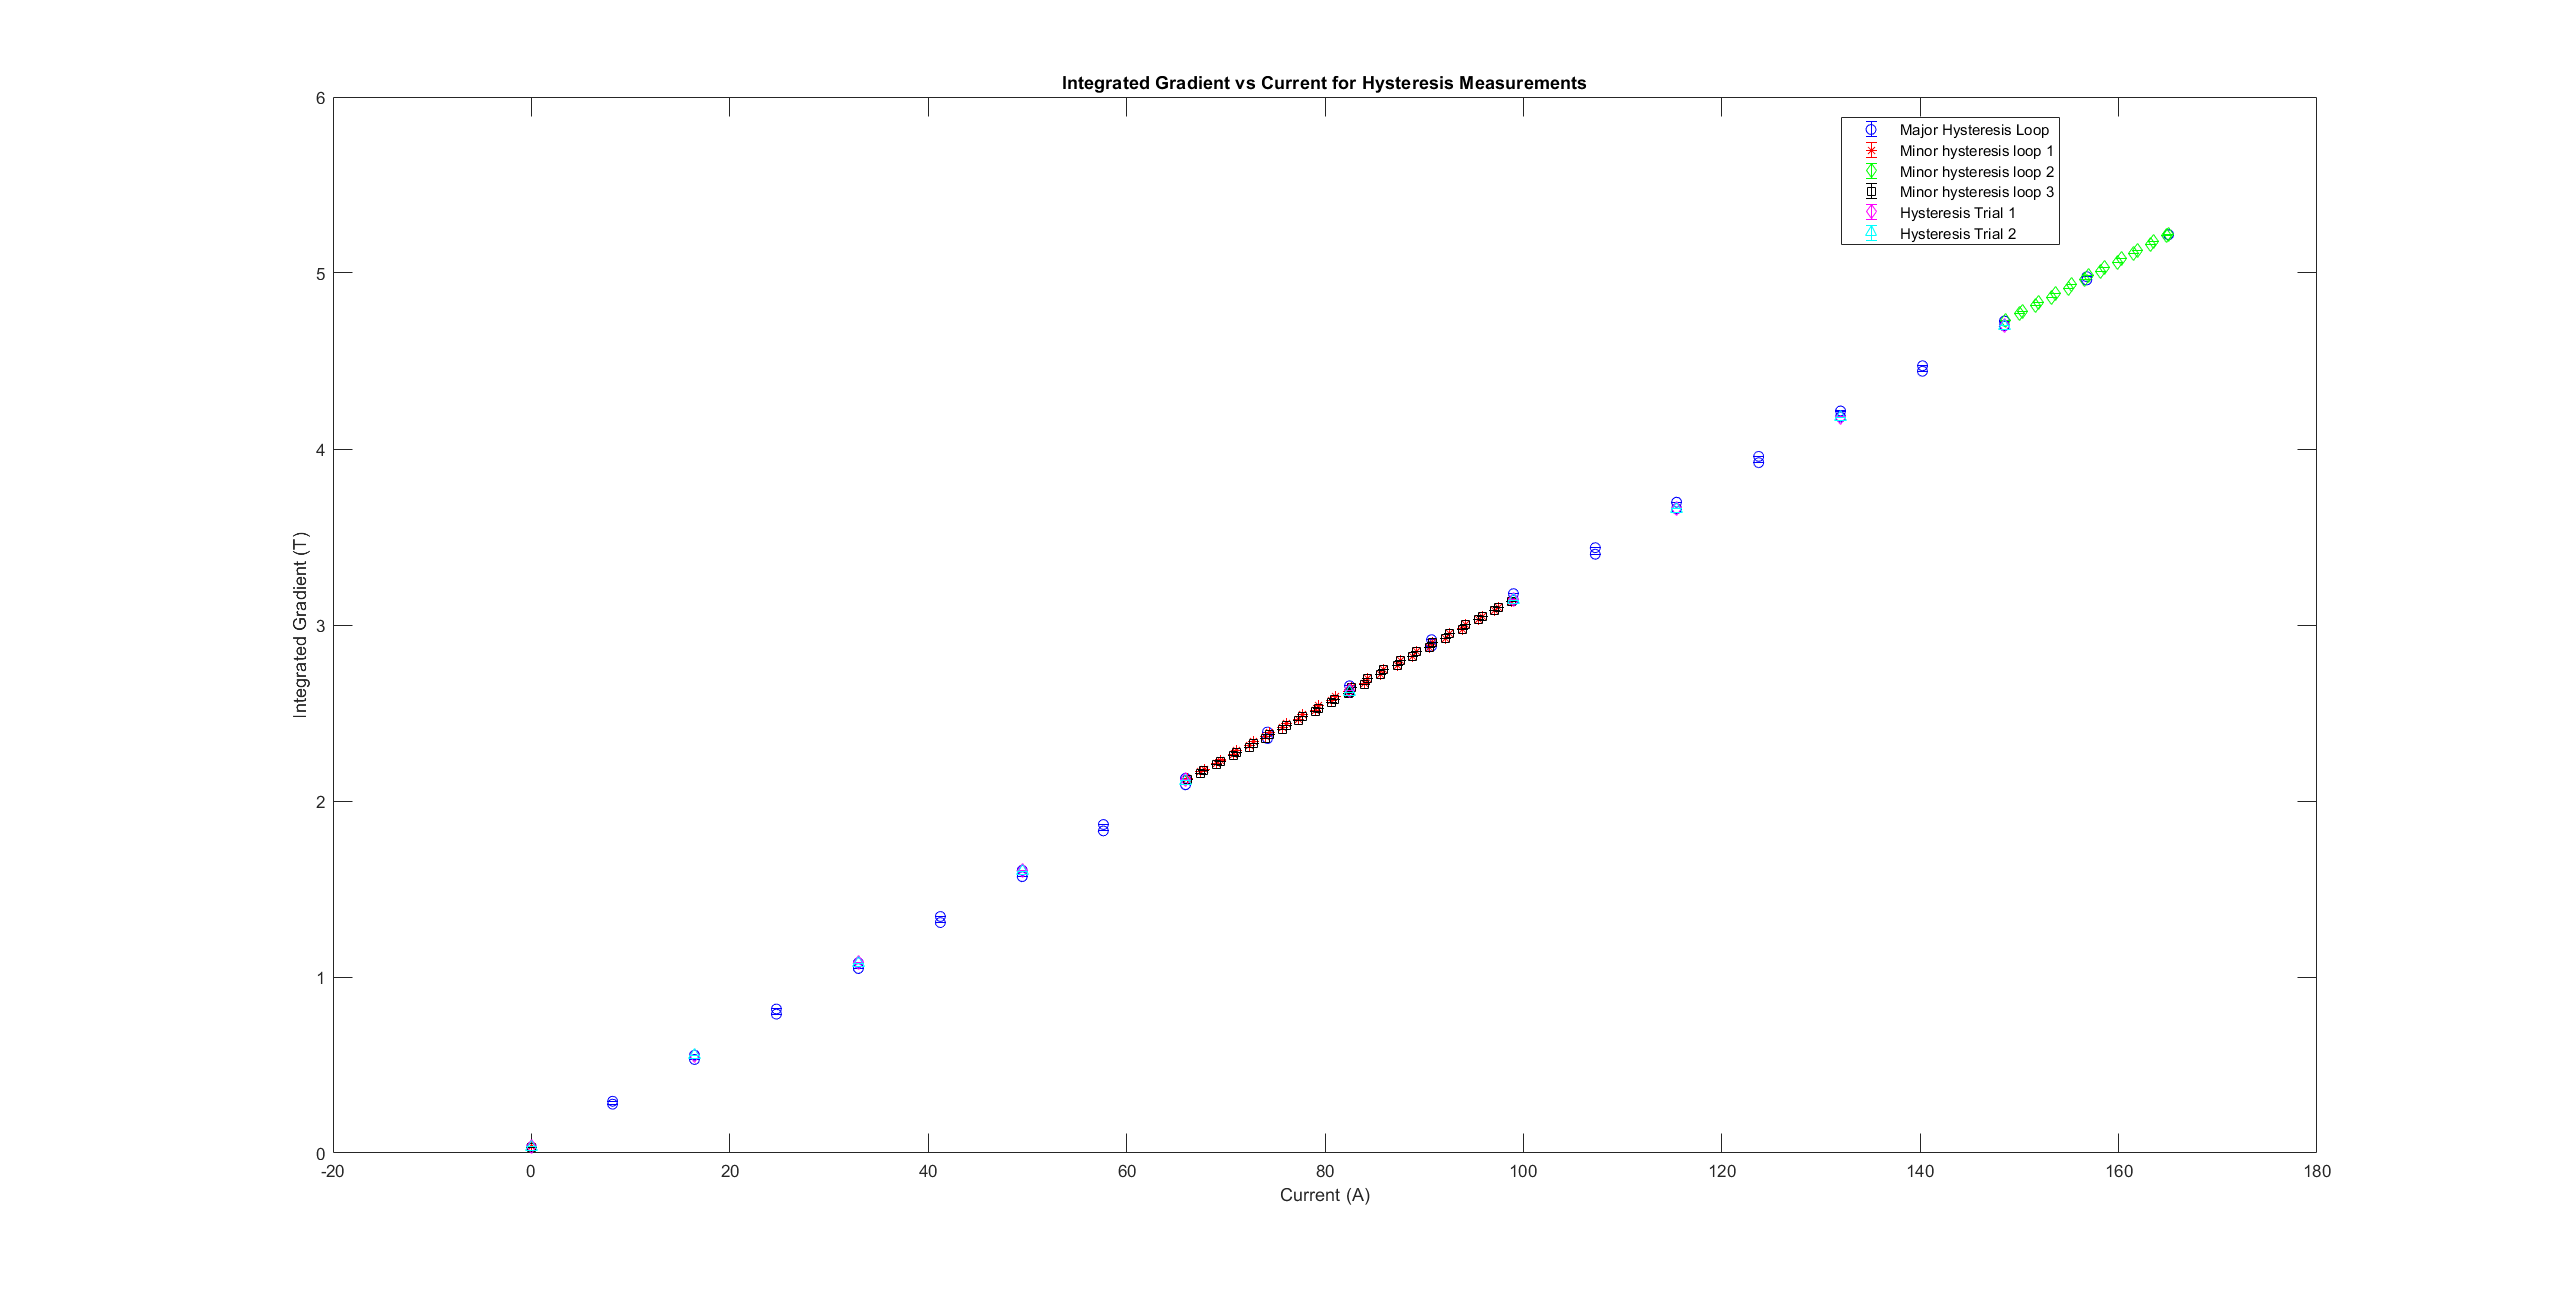 Integrated Gradient vs Current for Hysteresis Measurements
6
5
4
3
2
1
0
Integrated Gradient (T)
Major Hysteresis Loop
Minor hysteresis loop 1
Minor hysteresis loop 2
Minor hysteresis loop 3
Hysteresis Trial 1
Hysteresis Trial 2
-20 0 20 40 60 80 100 120 140 160 180
Current (A)